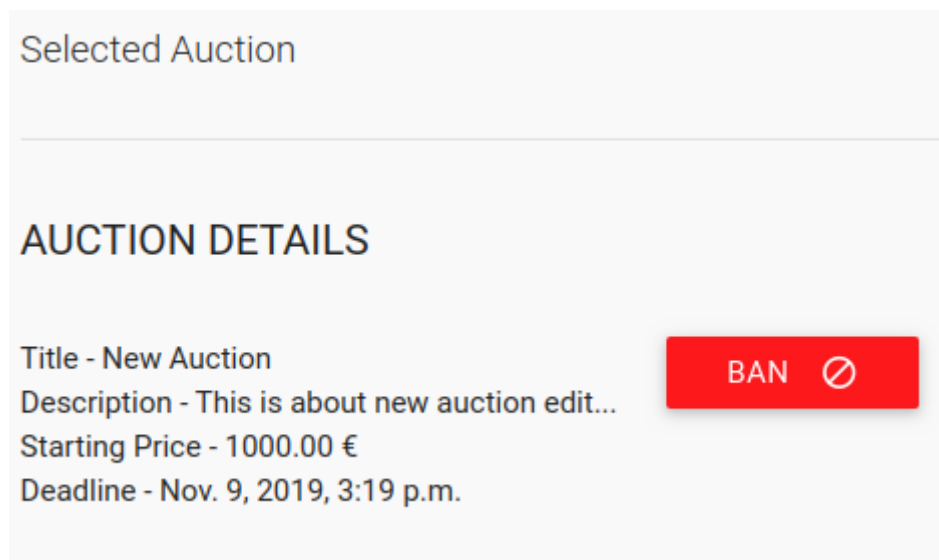 Selected Auction
AUCTION DETAILS
Title - New Auction
BAN
Description - This is about new auction edit...
Starting Price - 1000.00 €
Deadline - Nov. 9, 2019, 3:19 p.m.